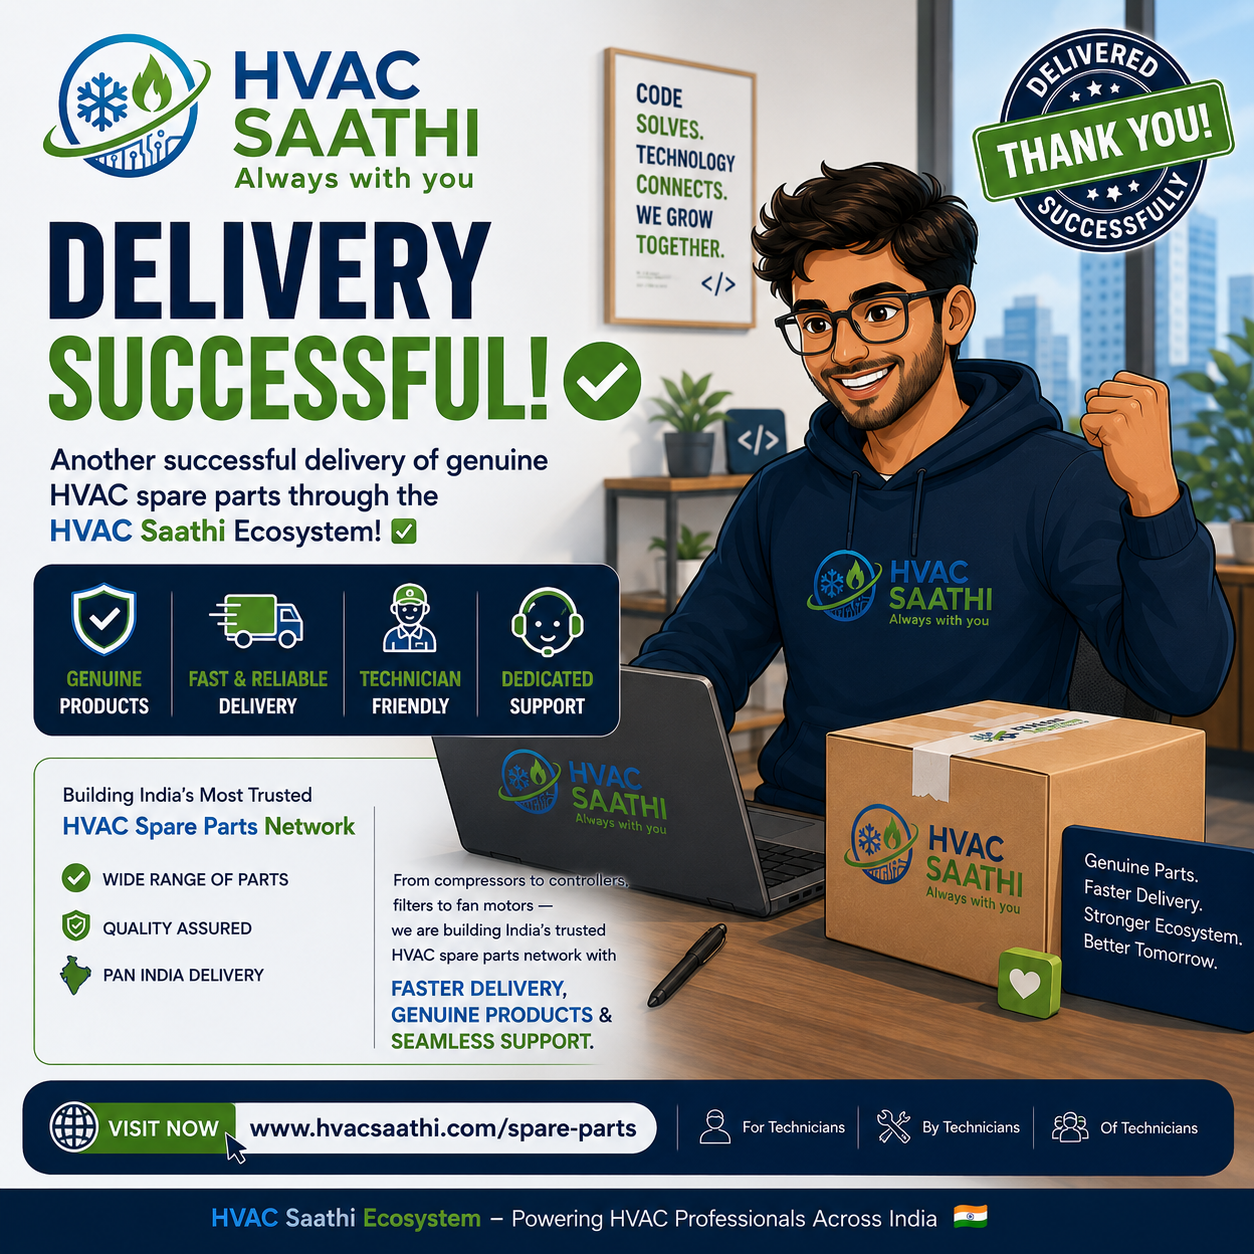 HVAC
SAATHI
Always with you
DELIVERY
SUCCESSFUL!
Another successful delivery of genuine
HVAC spare parts through the
HVAC Saathi Ecosystem!
CODE
SOLVES.
TECHNOLOGY
CONNECTS.
WE GROW
TOGETHER.
</>
DELIVERED
THANK YOU!
SUCCESSFULLY
</>
HVAC
SAATHI
Always with you
GENUINE
PRODUCTS
FAST & RELIABLE
DELIVERY
TECHNICIAN
FRIENDLY
DEDICATED
SUPPORT
HVAC
SAATHI
Always with you
Building India's Most Trusted
HVAC Spare Parts Network
WIDE RANGE OF PARTS
QUALITY ASSURED
PAN INDIA DELIVERY
From compressors to controllers,
filters to fan motors —
we are building India's trusted
HVAC spare parts network with
FASTER DELIVERY,
GENUINE PRODUCTS &
SEAMLESS SUPPORT.
HVAC
SAATHI
Always with you
Genuine Parts.
Faster Delivery.
Stronger Ecosystem.
Better Tomorrow.
VISIT NOW
www.hvacsaathi.com/spare-parts
For Technicians
By Technicians
Of Technicians
HVAC Saathi Ecosystem – Powering HVAC Professionals Across India